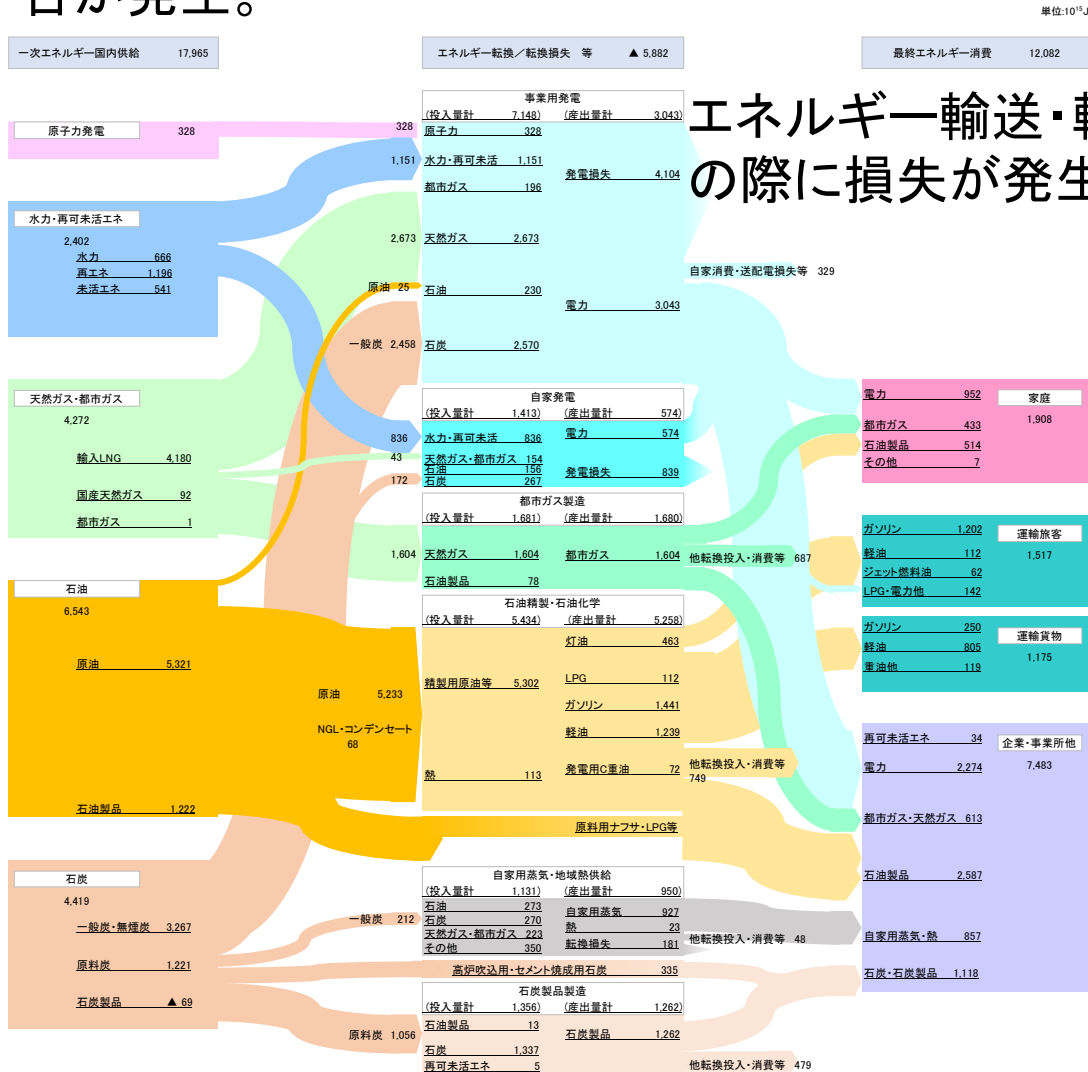 台が発生。
単位:10¹⁵J
一次エネルギー国内供給 17,965
エネルギー転換/転換損失 等 ▲ 5,882
最終エネルギー消費 12,082
エネルギー輸送・
の際に損失が発生
原子力発電 328
328
水力・再可未活エネ
2,402
水力 666
再エネ 1,196
未活エネ 541
1,151
天然ガス・都市ガス
4,272
輸入LNG 4,180
国産天然ガス 92
都市ガス 1
2,673
原油 25
一般炭 2,458
836
43
172
1,604
石油
6,543
原油 5,321
石油製品 1,222
原油 5,233
NGL・コンデンセート
68
石炭
4,419
一般炭・無煙炭 3,267
原料炭 1,221
石炭製品 ▲ 69
一般炭 212
原料炭 1,056
事業用発電
(投入量計 7,148) (産出量計 3,043)
原子力 328
水力・再可未活 1,151
発電損失 4,104
都市ガス 196
天然ガス 2,673
石油 230
電力 3,043
石炭 2,570
自家消費・送配電損失等 329
自家発電
(投入量計 1,413) (産出量計 574)
水力・再可未活 836 電力 574
天然ガス・都市ガス 154
石油 156
発電損失 839
石炭 267
都市ガス製造
(投入量計 1,681) (産出量計 1,680)
天然ガス 1,604 都市ガス 1,604
石油製品 78
他転換投入・消費等 687
石油精製・石油化学
(投入量計 5,434) (産出量計 5,258)
灯油 463
精製用原油等 5,302 LPG 112
ガソリン 1,441
軽油 1,239
熱 113 発電用C重油 72
他転換投入・消費等
749
原料用ナフサ・LPG等
自家用蒸気・地域熱供給
(投入量計 1,131) (産出量計 950)
石油 273
自家用蒸気 927
石炭 270
熱 23
天然ガス・都市ガス 223
転換損失 181
その他 350
他転換投入・消費等 48
高炉吹込用・セメント焼成用石炭 335
石炭製品製造
(投入量計 1,356) (産出量計 1,262)
石油製品 13
石炭製品 1,262
石炭 1,337
再可未活エネ 5
他転換投入・消費等 479
電力 952
家庭
1,908
都市ガス 433
石油製品 514
その他 7
ガソリン 1,202
運輸旅客
1,517
軽油 112
ジェット燃料油 62
LPG・電力他 142
ガソリン 250
運輸貨物
1,175
軽油 805
重油他 119
再可未活エネ 34
企業・事業所他
7,483
電力 2,274
都市ガス・天然ガス 613
石油製品 2,587
自家用蒸気・熱 857
石炭・石炭製品 1,118